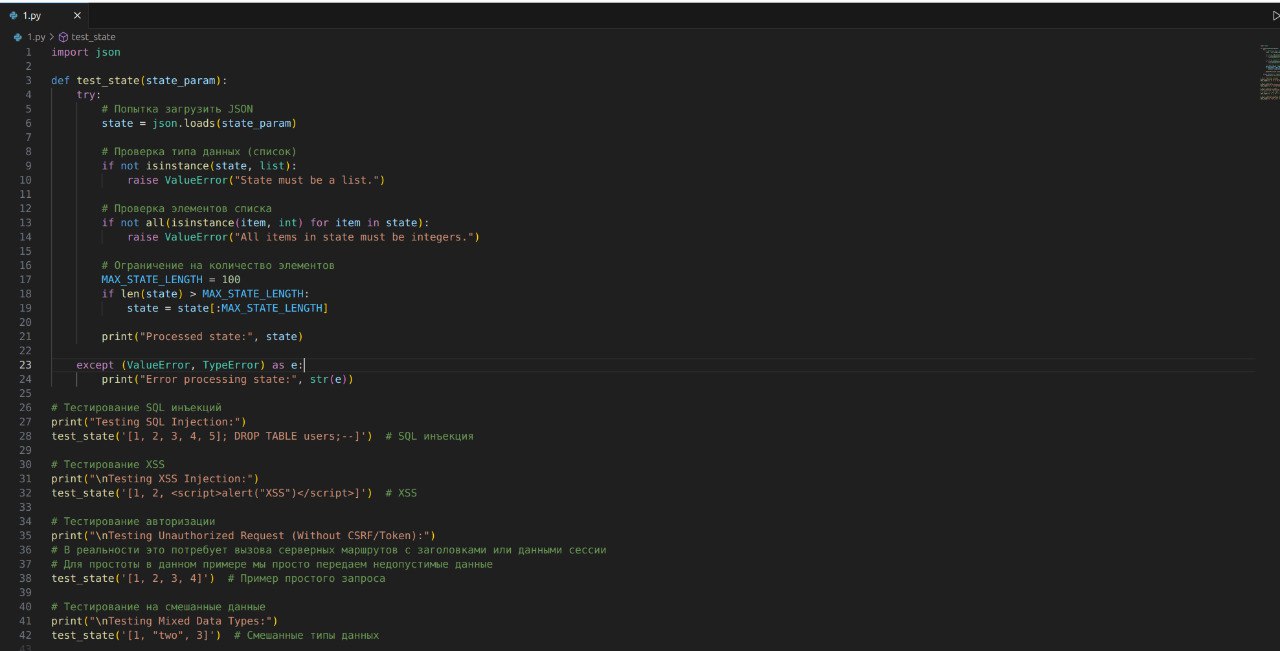 1.py
1.py > test_state
1 import json
2
3 def test_state(state_param):
4     try:
5         # Попытка загрузить JSON
6         state = json.loads(state_param)
7
8         # Проверка типа данных (список)
9         if not isinstance(state, list):
10             raise ValueError("State must be a list.")
11
12         # Проверка элементов списка
13         if not all(isinstance(item, int) for item in state):
14             raise ValueError("All items in state must be integers.")
15
16         # Ограничение на количество элементов
17         MAX_STATE_LENGTH = 100
18         if len(state) > MAX_STATE_LENGTH:
19             state = state[:MAX_STATE_LENGTH]
20
21         print("Processed state:", state)
22
23     except (ValueError, TypeError) as e:
24         print("Error processing state:", str(e))
25
26 # Тестирование SQL инъекций
27 print("Testing SQL Injection:")
28 test_state('[1, 2, 3, 4, 5]; DROP TABLE users;--]')  # SQL инъекция
29
30 # Тестирование XSS
31 print("\nTesting XSS Injection:")
32 test_state('[1, 2, <script>alert("XSS")</script>]')  # XSS
33
34 # Тестирование авторизации
35 print("\nTesting Unauthorized Request (Without CSRF/Token):")
36 # В реальности это потребует вызова серверных маршрутов с заголовками или данными сессии
37 # Для простоты в данном примере мы просто передаем недопустимые данные
38 test_state('[1, 2, 3, 4]')  # Пример простого запроса
39
40 # Тестирование на смешанные данные
41 print("\nTesting Mixed Data Types:")
42 test_state('[1, "two", 3]')  # Смешанные типы данных
43